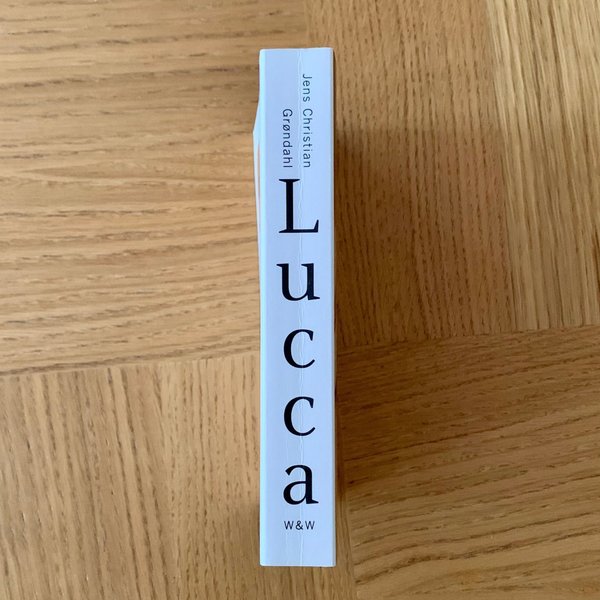 Jens Christian
Grøndahl
Lucca
W&W